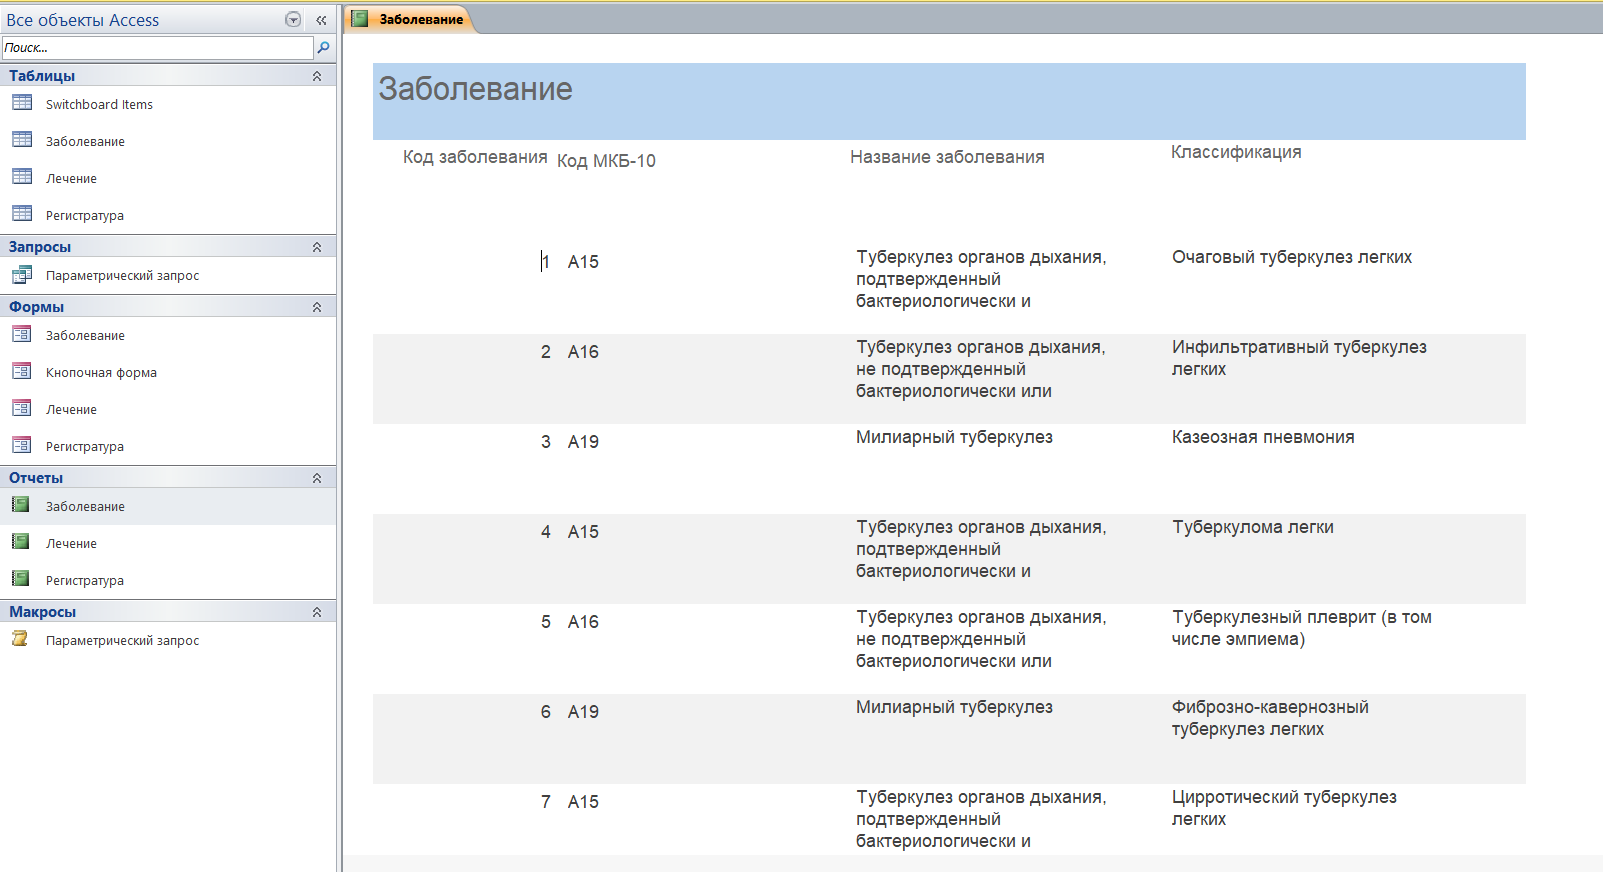 Все объекты Access
Поиск...
Таблицы
Switchboard Items
Заболевание
Лечение
Регистратура
Запросы
Параметрический запрос
Формы
Заболевание
Кнопочная форма
Лечение
Регистратура
Отчеты
Заболевание
Лечение
Регистратура
Макросы
Параметрический запрос
Заболевание
Заболевание
Код заболевания Код МКБ-10 Название заболевания Классификация
1 A15 Туберкулез органов дыхания, Очаговый туберкулез легких
подтвержденный
бактериологически и
2 A16 Туберкулез органов дыхания, Инфильтративный туберкулез
не подтвержденный легких
бактериологически или
3 A19 Милиарный туберкулез Казеозная пневмония
4 A15 Туберкулез органов дыхания, Туберкулома легки
подтвержденный
бактериологически и
5 A16 Туберкулез органов дыхания, Туберкулезный плеврит (в том
не подтвержденный числе эмпиема)
бактериологически или
6 A19 Милиарный туберкулез Фиброзно-кавернозный
туберкулез легких
7 A15 Туберкулез органов дыхания, Цирротический туберкулез
подтвержденный легких
бактериологически и